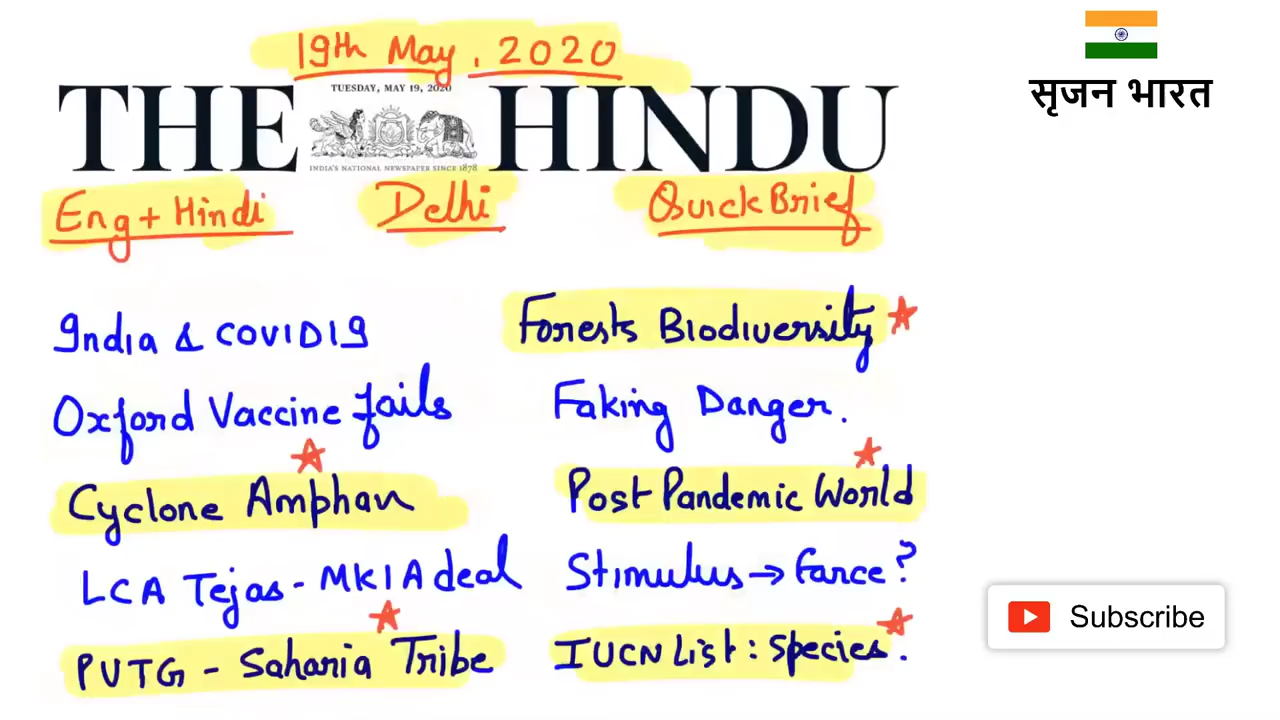 19th May, 2020
THE HINDU
TUESDAY, MAY 19, 2020
INDIA'S NATIONAL NEWSPAPER SINCE 1878
सृजन भारत
Eng + Hindi Delhi Quick Brief
India & COVID19
Oxford Vaccine fails
Cyclone Amphan
LCA Tejas - MK1A deal
PVTG - Saharia Tribe
Forests Biodiversity
Faking Danger.
Post Pandemic World
Stimulus → Farce?
IUCN List : Species.
Subscribe